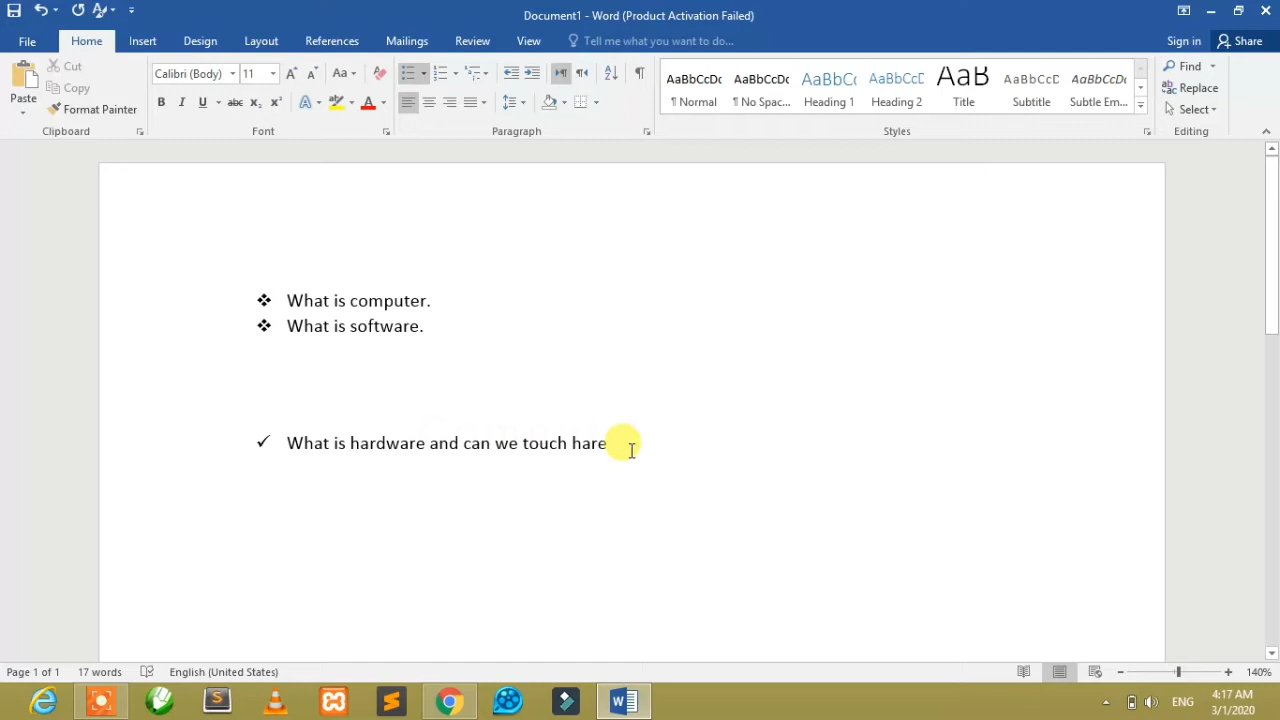 Document1 - Word (Product Activation Failed)
File Home Insert Design Layout References Mailings Review View Tell me what you want to do... Sign in Share
Paste Cut Copy Format Painter
Calibri (Body) 11
AaBbCcDc AaBbCcDc AaBbCc AaBbCcD AaB AaBbCcD AaBbCcDc
¶ Normal ¶ No Spac... Heading 1 Heading 2 Title Subtitle Subtle Em...
Find Replace Select
Clipboard Font Paragraph Styles Editing
❖ What is computer.
❖ What is software.
✓ What is hardware and can we touch hare
Page 1 of 1 17 words English (United States) 140%
ENG 4:17 AM
3/1/2020